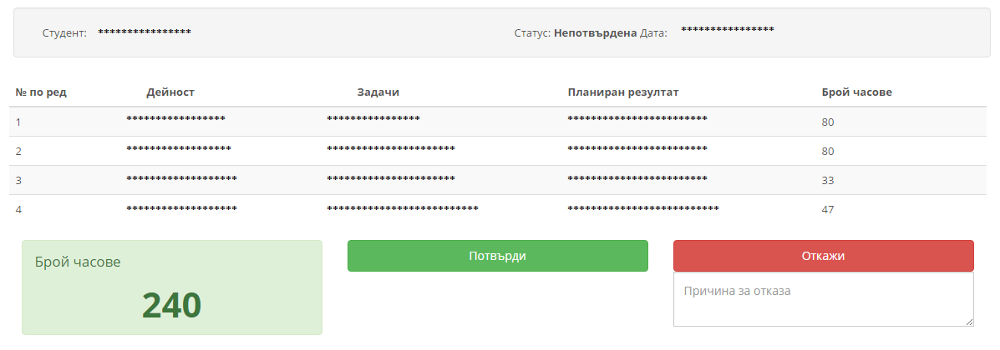 Студент: ****************
Статус: Непотвърдена Дата: ****************
№ по ред Дейност Задачи Планиран резултат Брой часове
1 ***************** **************** ************************ 80
2 ****************** ********************** ************************ 80
3 ******************* ********************** ************************ 33
4 ******************* ************************** ************************** 47
Брой часове
240
Потвърди
Откажи
Причина за отказа